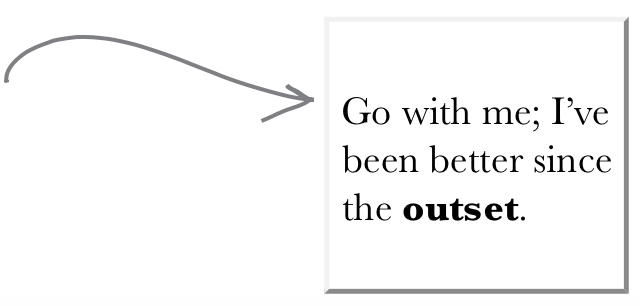 Go with me; I’ve
been better since
the outset.